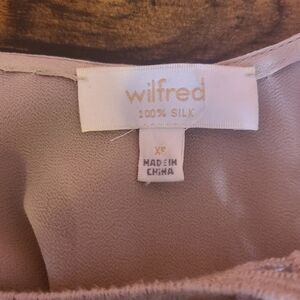 wilfred
100% SILK
XS
MADE IN
CHINA